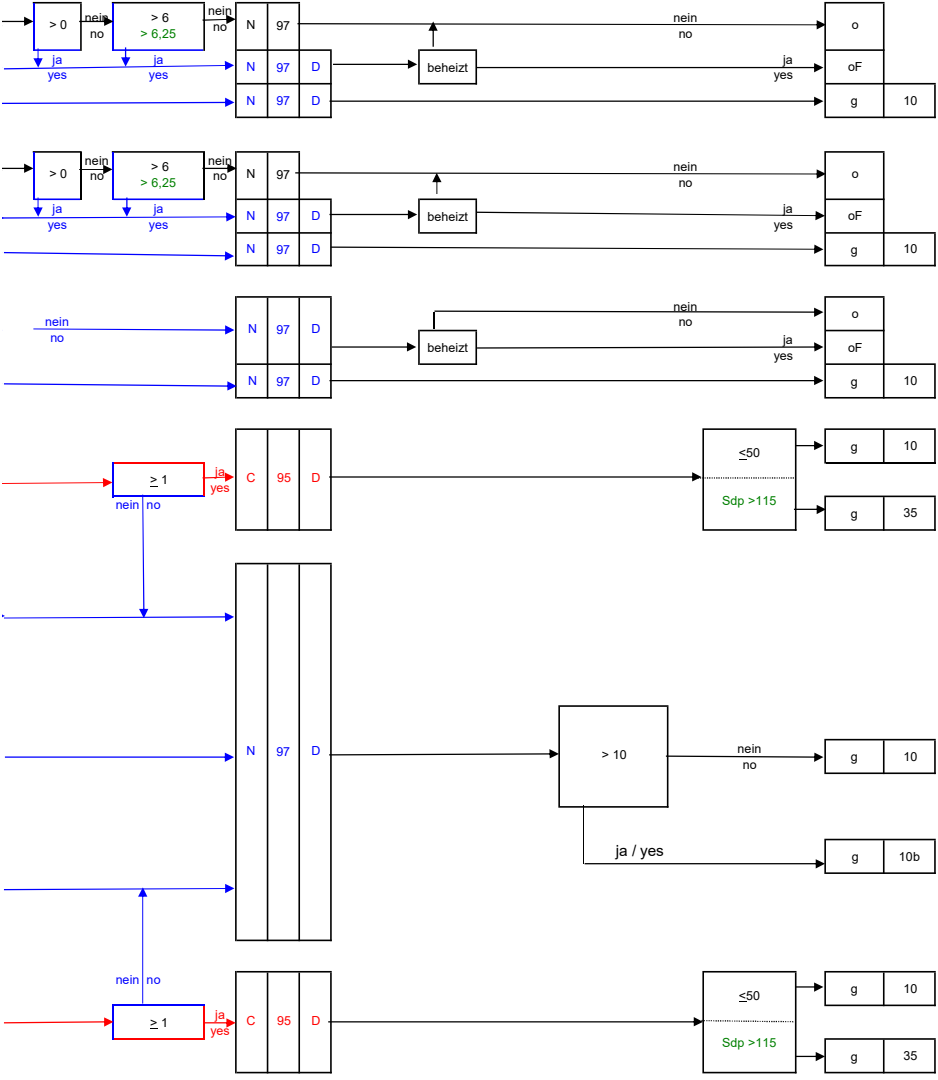 > 0
nein
no
> 6
> 6,25
nein
no
N 97
nein
no
o
ja
yes
ja
yes
N 97 D
beheizt
ja
yes
oF
N 97 D
g 10
> 0
nein
no
> 6
> 6,25
nein
no
N 97
nein
no
o
ja
yes
ja
yes
N 97 D
beheizt
ja
yes
oF
N 97 D
g 10
nein
no
N 97 D
beheizt
nein
no
o
ja
yes
oF
N 97 D
g 10
≥ 1
ja
yes
nein no
C 95 D
≤50
Sdp >115
g 10
g 35
N 97 D
> 10
nein
no
g 10
ja / yes
g 10b
nein no
≥ 1
ja
yes
C 95 D
≤50
Sdp >115
g 10
g 35